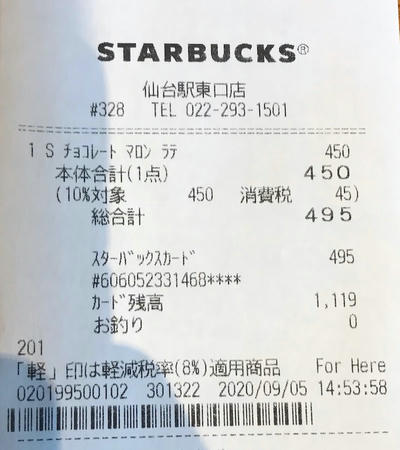 STARBUCKS®
仙台駅東口店
#328 TEL 022-293-1501
1 S ﾁｮｺﾚｰﾄ ﾏﾛﾝ ﾗﾃ 450
本体合計(1点) 450
(10%対象 450 消費税 45)
総合計 495
ｽﾀｰﾊﾞｯｸｽｶｰﾄﾞ 495
#606052331468****
ｶｰﾄﾞ残高 1,119
お釣り 0
201
「軽」印は軽減税率(8%)適用商品 For Here
020199500102 301322 2020/09/05 14:53:58